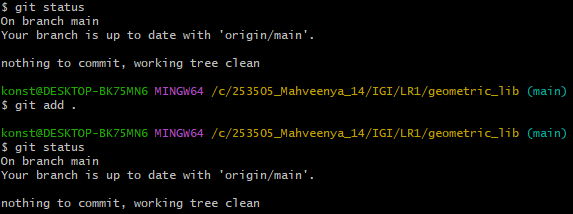 $ git status
On branch main
Your branch is up to date with 'origin/main'.
nothing to commit, working tree clean
konst@DESKTOP-BK75MN6 MINGW64 /c/253505_Mahveenya_14/IGI/LR1/geometric_lib (main)
$ git add .
konst@DESKTOP-BK75MN6 MINGW64 /c/253505_Mahveenya_14/IGI/LR1/geometric_lib (main)
$ git status
On branch main
Your branch is up to date with 'origin/main'.
nothing to commit, working tree clean